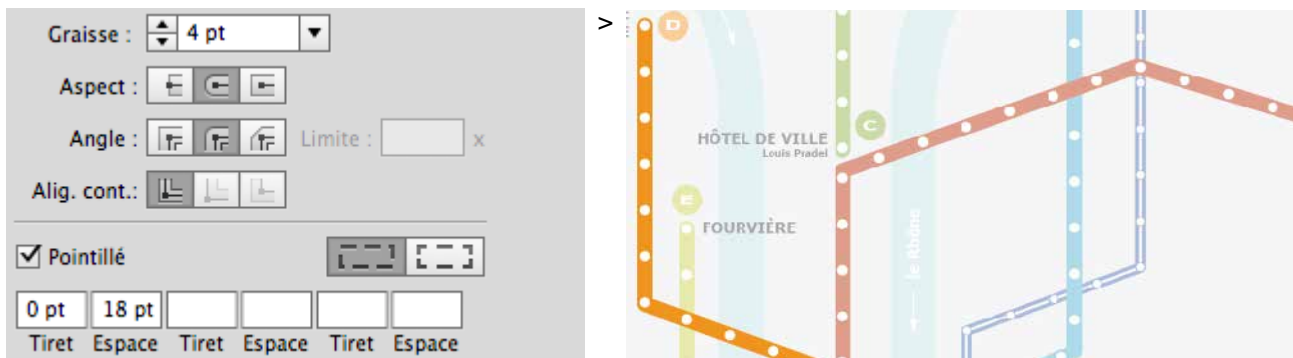 Graisse : 4 pt
Aspect :
Angle : Limite : x
Alig. cont.:
Pointillé
0 pt 18 pt
Tiret Espace Tiret Espace Tiret Espace
>
D
C
HÔTEL DE VILLE
Louis Pradel
E
FOURVIÈRE
le Rhône